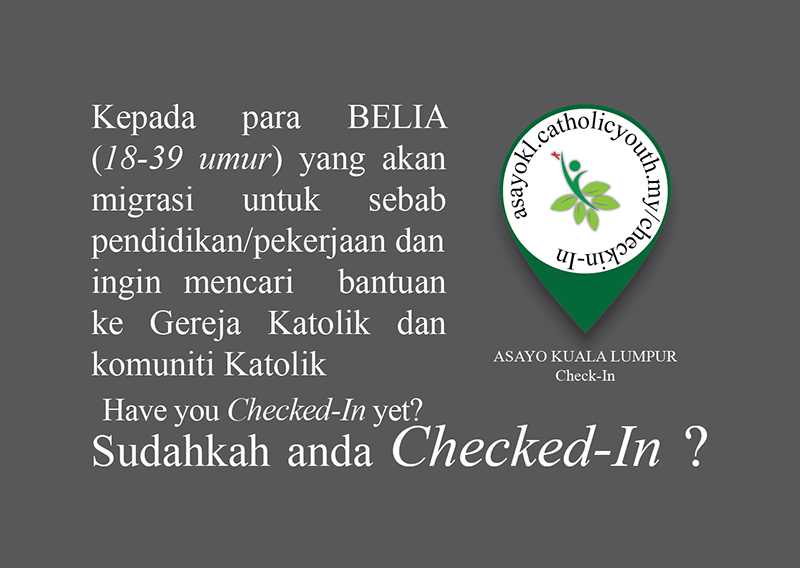 Kepada para BELIA
(18-39 umur) yang akan
migrasi untuk sebab
pendidikan/pekerjaan dan
ingin mencari bantuan
ke Gereja Katolik dan
komuniti Katolik
asayokl.catholicyouth.my/checkin-In
ASAYO KUALA LUMPUR
Check-In
Have you Checked-In yet?
Sudahkah anda Checked-In ?